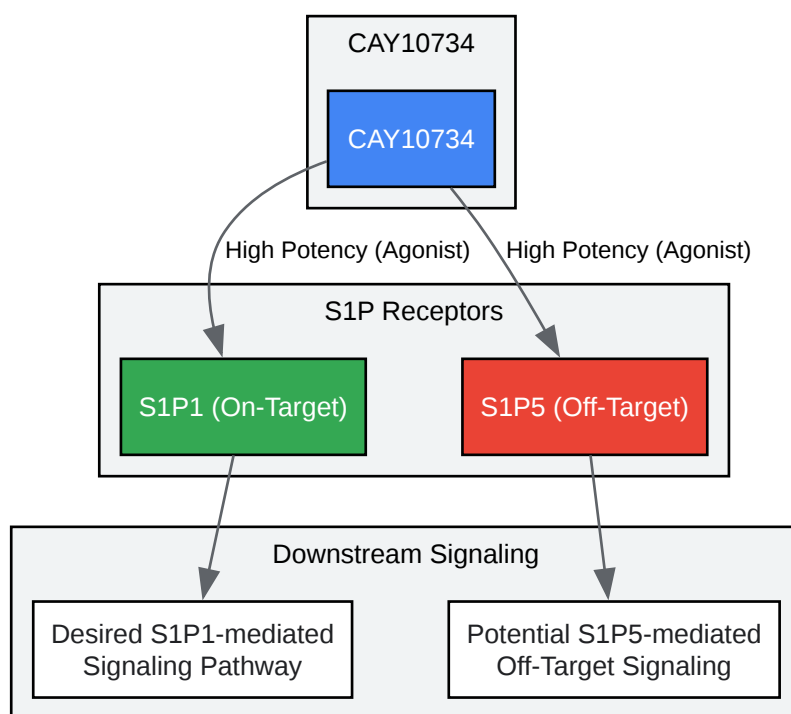 CAY10734
CAY10734
High Potency (Agonist)
High Potency (Agonist)
S1P Receptors
S1P1 (On-Target)
S1P5 (Off-Target)
Downstream Signaling
Desired S1P1-mediated
Signaling Pathway
Potential S1P5-mediated
Off-Target Signaling